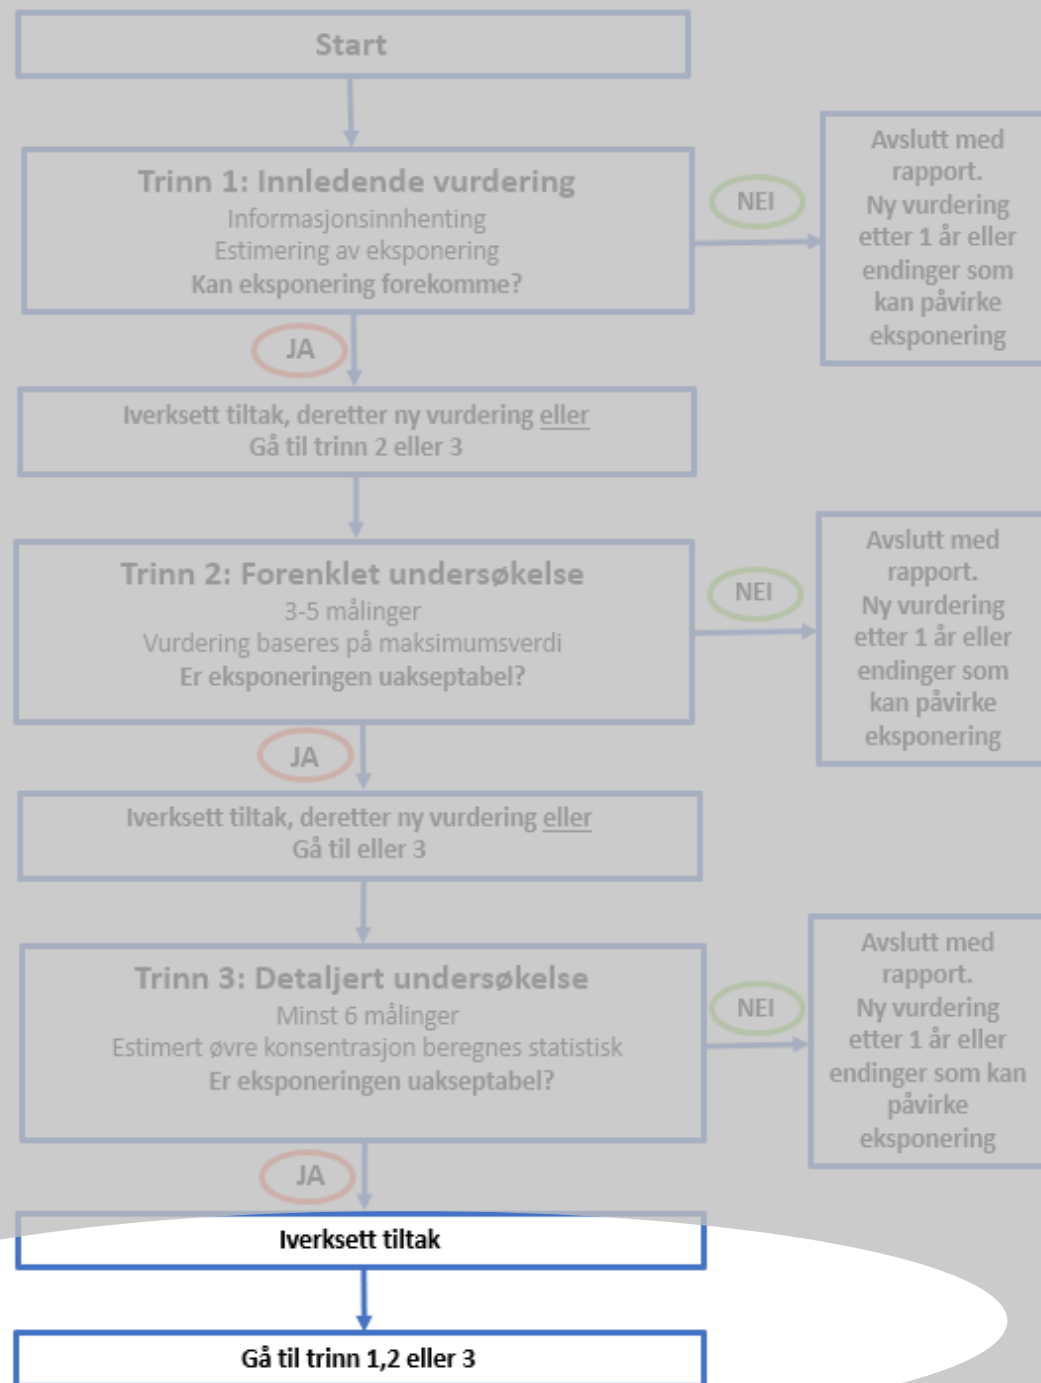 Start
Trinn 1: Innledende vurdering
Informasjonsinnhenting
Estimering av eksponering
Kan eksponering forekomme?
NEI
Avslutt med
rapport.
Ny vurdering
etter 1 år eller
endinger som
kan påvirke
eksponering
JA
Iverksett tiltak, deretter ny vurdering eller
Gå til trinn 2 eller 3
Trinn 2: Forenklet undersøkelse
3-5 målinger
Vurdering baseres på maksimumsverdi
Er eksponeringen uakseptabel?
NEI
Avslutt med
rapport.
Ny vurdering
etter 1 år eller
endinger som
kan påvirke
eksponering
JA
Iverksett tiltak, deretter ny vurdering eller
Gå til eller 3
Trinn 3: Detaljert undersøkelse
Minst 6 målinger
Estimert øvre konsentrasjon beregnes statistisk
Er eksponeringen uakseptabel?
NEI
Avslutt med
rapport.
Ny vurdering
etter 1 år eller
endinger som kan
påvirke
eksponering
JA
Iverksett tiltak
Gå til trinn 1,2 eller 3